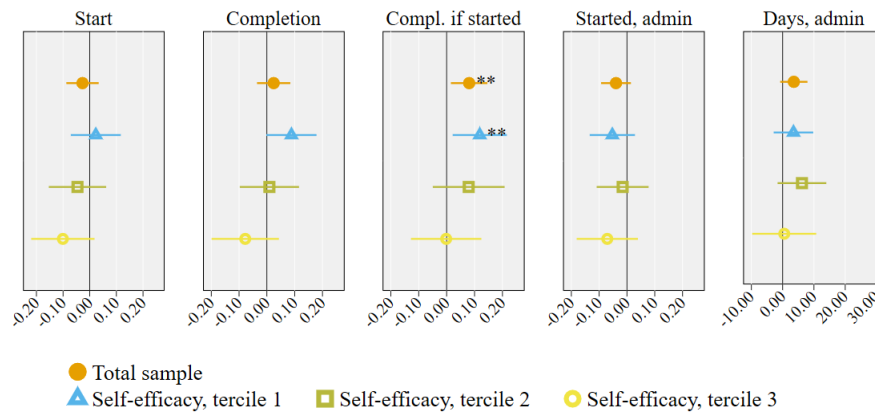 Start Completion Compl. if started Started, admin Days, admin
**
**
-0.20 -0.10 0.00 0.10 0.20 -0.20 -0.10 0.00 0.10 0.20 -0.20 -0.10 0.00 0.10 0.20 -0.20 -0.10 0.00 0.10 0.20 -10.00 0.00 10.00 20.00 30.00
Total sample
Self-efficacy, tercile 1 Self-efficacy, tercile 2 Self-efficacy, tercile 3